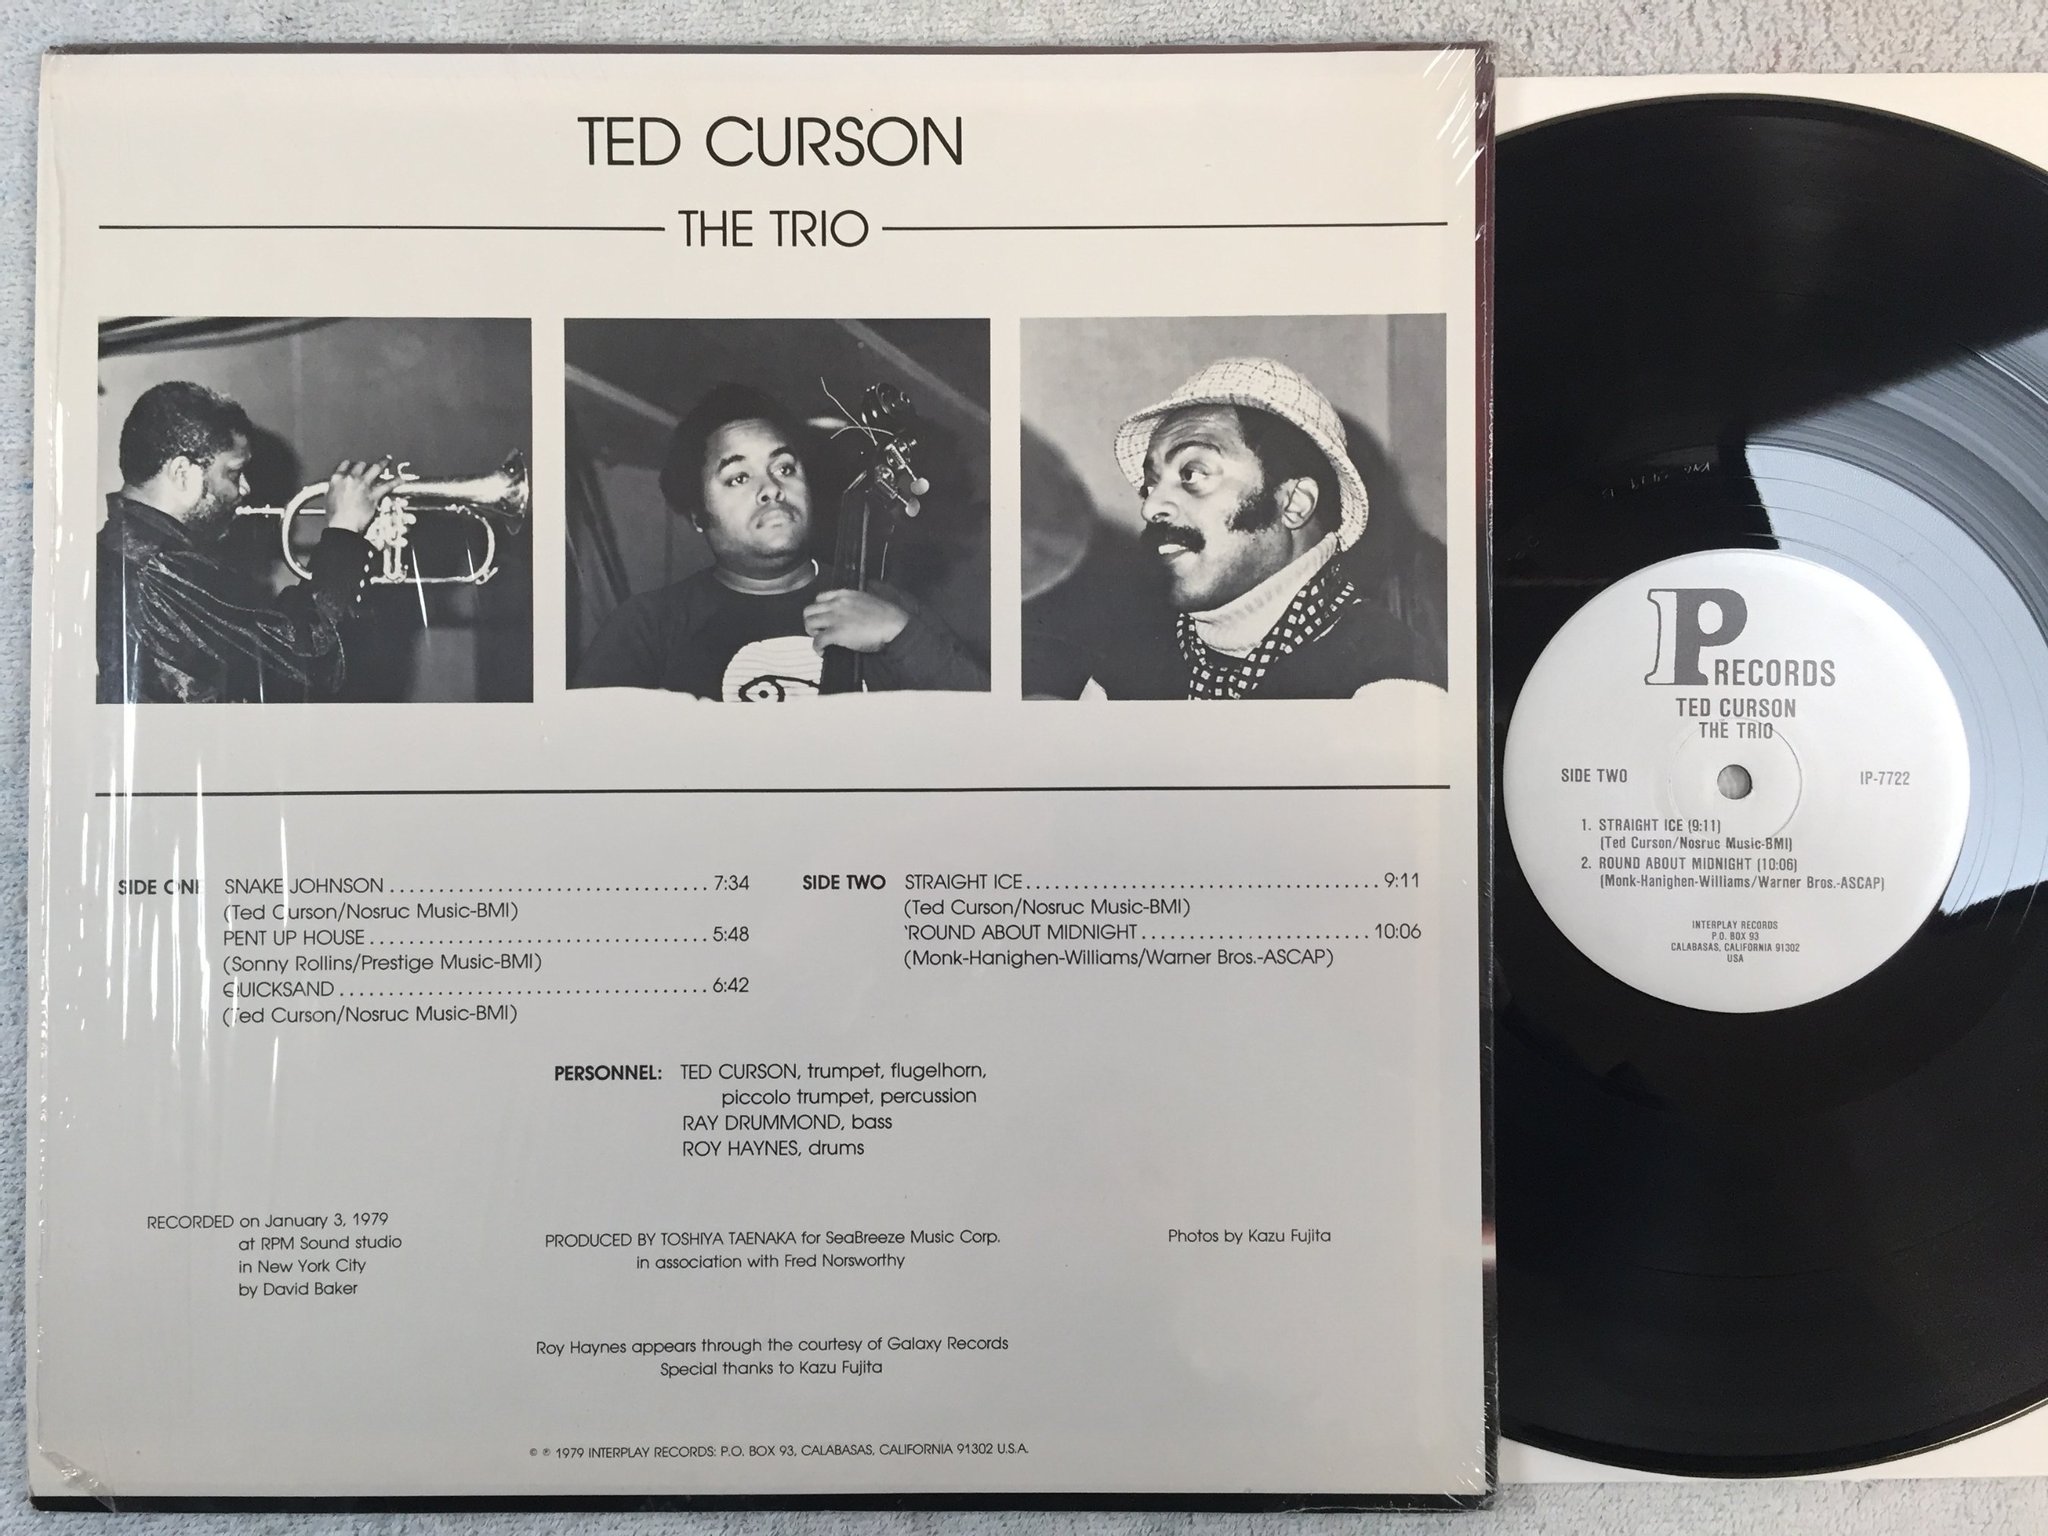 TED CURSON
THE TRIO
SIDE ONE
SNAKE JOHNSON 7:34
(Ted Curson/Nosruc Music-BMI)
PENT UP HOUSE 5:48
(Sonny Rollins/Prestige Music-BMI)
QUICKSAND 6:42
(Ted Curson/Nosruc Music-BMI)
SIDE TWO
STRAIGHT ICE 9:11
(Ted Curson/Nosruc Music-BMI)
'ROUND ABOUT MIDNIGHT 10:06
(Monk-Hanighen-Williams/Warner Bros.-ASCAP)
PERSONNEL: TED CURSON, trumpet, flugelhorn,
piccolo trumpet, percussion
RAY DRUMMOND, bass
ROY HAYNES, drums
RECORDED on January 3, 1979
at RPM Sound studio
in New York City
by David Baker
PRODUCED BY TOSHIYA TAENAKA for SeaBreeze Music Corp.
in association with Fred Norsworthy
Photos by Kazu Fujita
Roy Haynes appears through the courtesy of Galaxy Records
Special thanks to Kazu Fujita
© ℗ 1979 INTERPLAY RECORDS: P.O. BOX 93, CALABASAS, CALIFORNIA 91302 U.S.A.
IP RECORDS
TED CURSON
THE TRIO
SIDE TWO
IP-7722
1. STRAIGHT ICE (9:11)
(Ted Curson/Nosruc Music-BMI)
2. ROUND ABOUT MIDNIGHT (10:06)
(Monk-Hanighen-Williams/Warner Bros.-ASCAP)
INTERPLAY RECORDS
P.O. BOX 93
CALABASAS, CALIFORNIA 91302
USA